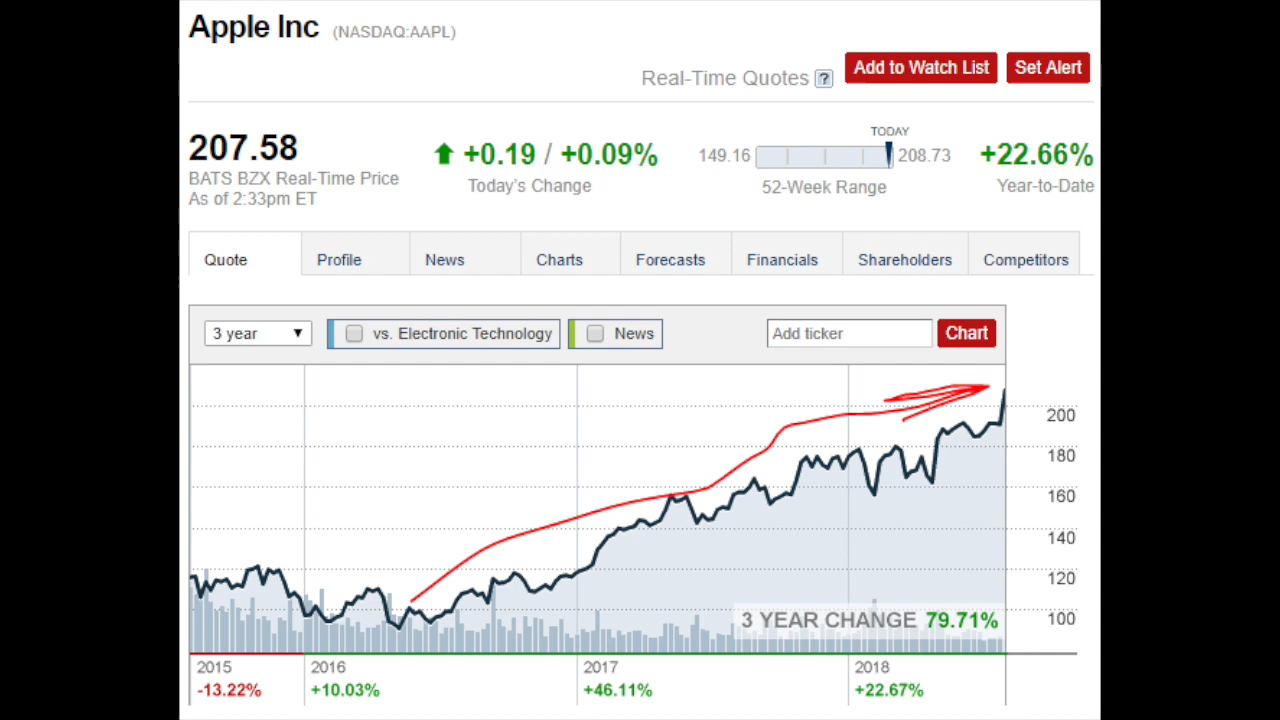 Apple Inc (NASDAQ:AAPL)
Real-Time Quotes ? Add to Watch List Set Alert
TODAY
207.58 +0.19 / +0.09% 149.16 208.73 +22.66%
BATS BZX Real-Time Price Today's Change 52-Week Range Year-to-Date
As of 2:33pm ET
Quote Profile News Charts Forecasts Financials Shareholders Competitors
3 year vs. Electronic Technology News Add ticker Chart
200
180
160
140
120
100
3 YEAR CHANGE 79.71%
2015 2016 2017 2018
-13.22% +10.03% +46.11% +22.67%